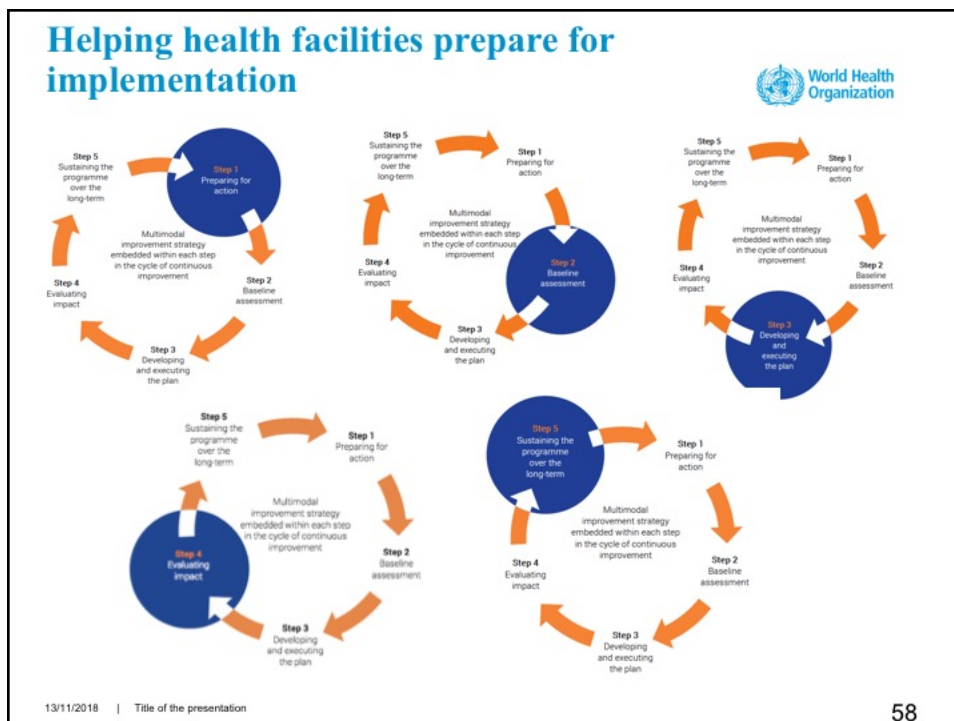 Helping health facilities prepare for
implementation
World Health
Organization
Step 5
Sustaining the
programme
over the
long-term
Step 1
Preparing for
action
Multimodal
improvement strategy
embedded within each step
in the cycle of continuous
improvement
Step 4
Evaluating
impact
Step 2
Baseline
assessment
Step 3
Developing
and executing
the plan
Step 5
Sustaining the
programme
over the
long-term
Step 1
Preparing for
action
Multimodal
improvement strategy
embedded within each step
in the cycle of continuous
improvement
Step 4
Evaluating
impact
Step 2
Baseline
assessment
Step 3
Developing
and executing
the plan
Step 5
Sustaining the
programme
over the
long-term
Step 1
Preparing for
action
Multimodal
improvement strategy
embedded within each step
in the cycle of continuous
improvement
Step 4
Evaluating
impact
Step 2
Baseline
assessment
Step 3
Developing
and
executing
the plan
Step 5
Sustaining the
programme
over the
long-term
Step 1
Preparing for
action
Multimodal
improvement strategy
embedded within each step
in the cycle of continuous
improvement
Step 4
Evaluating
impact
Step 2
Baseline
assessment
Step 3
Developing
and executing
the plan
Step 5
Sustaining the
programme
over the
long-term
Step 1
Preparing for
action
Multimodal
improvement strategy
embedded within each step
in the cycle of continuous
improvement
Step 4
Evaluating
impact
Step 2
Baseline
assessment
Step 3
Developing
and executing
the plan
13/11/2018 | Title of the presentation
58